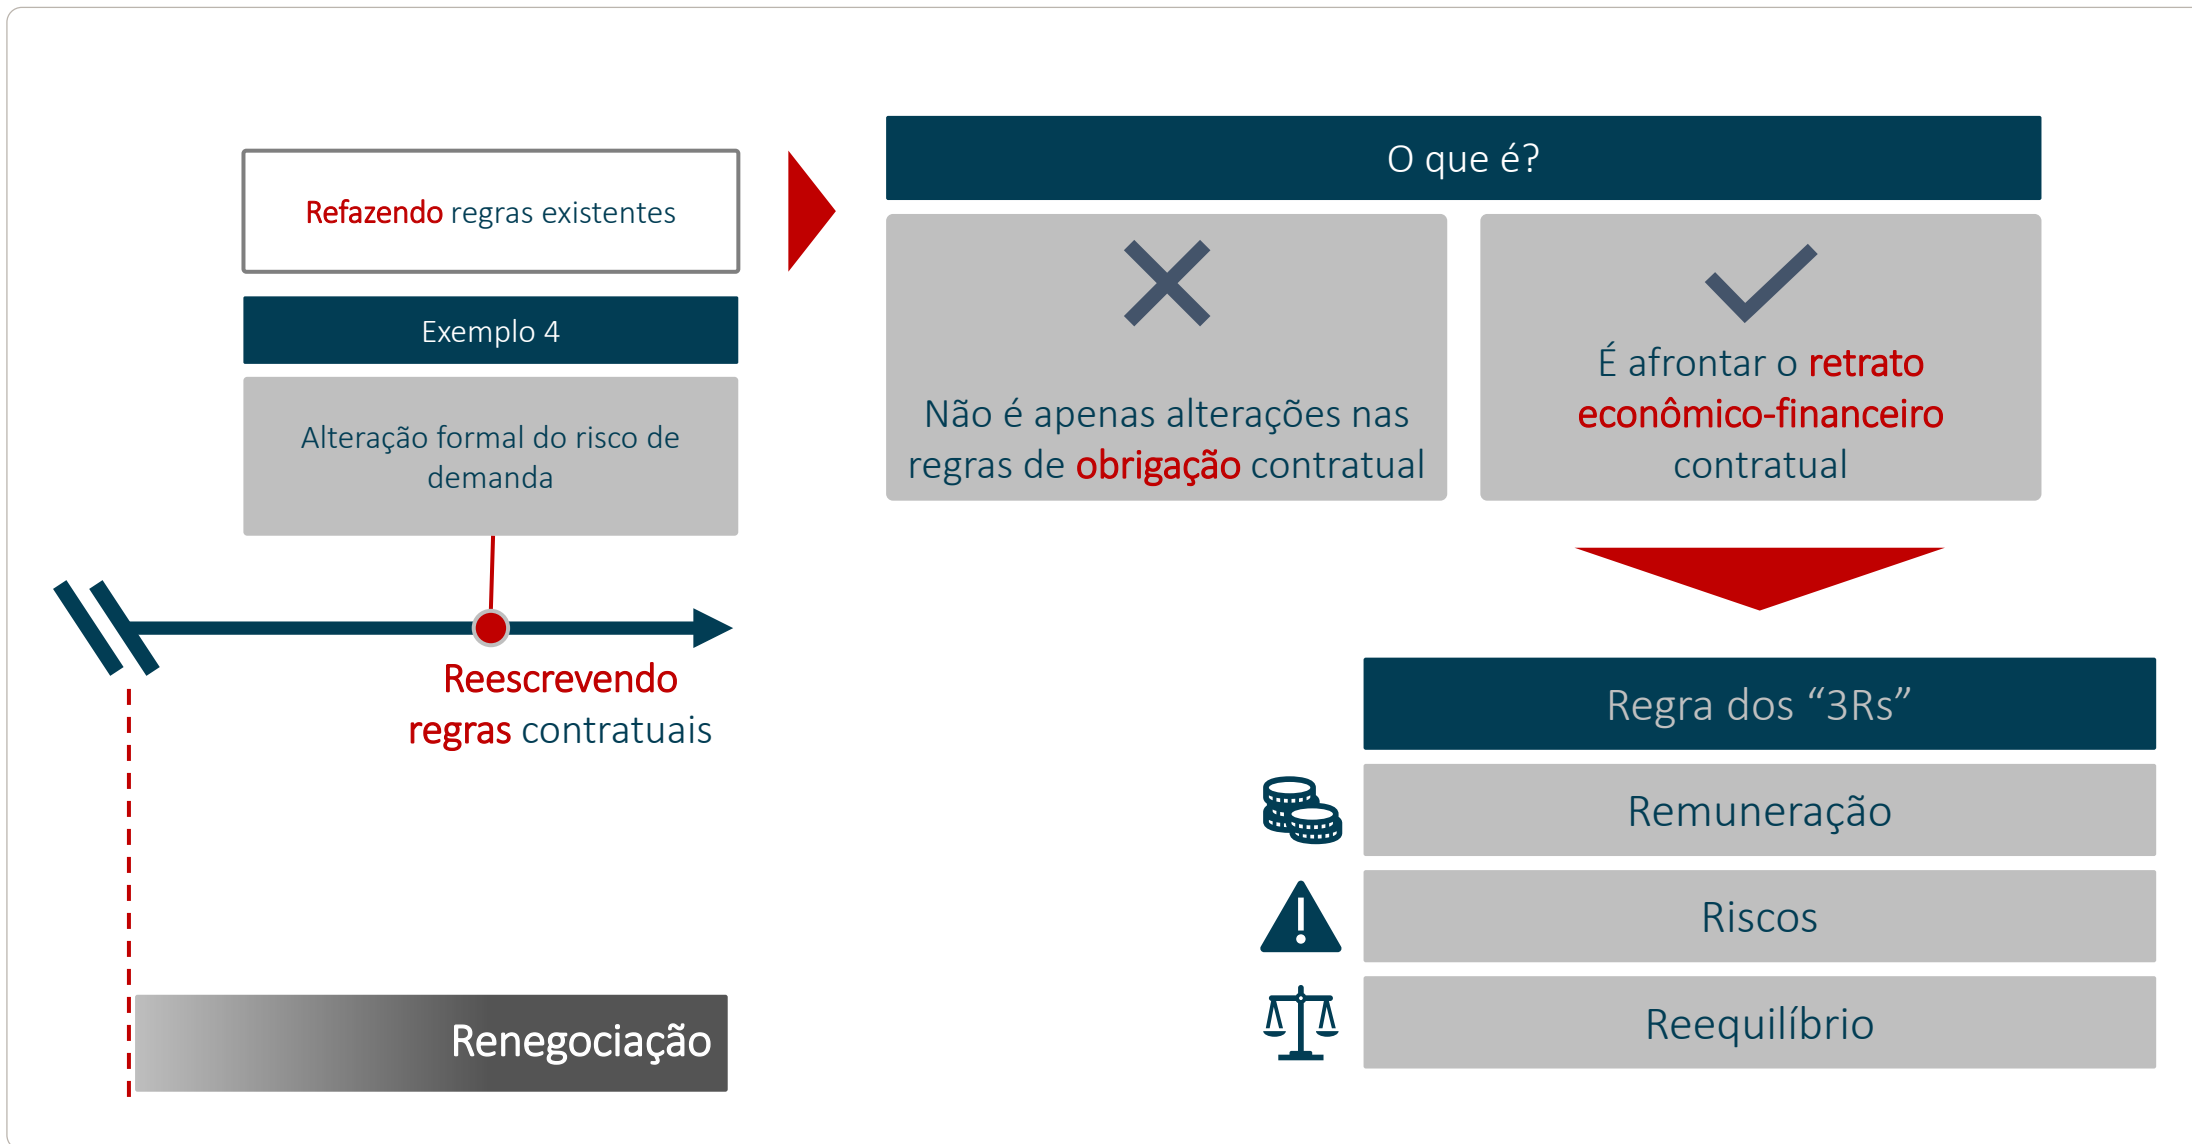 Refazendo regras existentes
Exemplo 4
Alteração formal do risco de
demanda
Reescrevendo
regras contratuais
Renegociação
O que é?
Não é apenas alterações nas
regras de obrigação contratual
É afrontar o retrato
econômico-financeiro
contratual
Regra dos “3Rs”
Remuneração
Riscos
Reequilíbrio